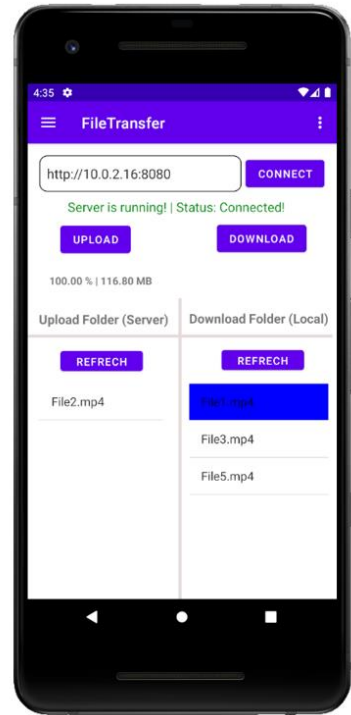 4:35
FileTransfer
http://10.0.2.16:8080 CONNECT
Server is running! | Status: Connected!
UPLOAD DOWNLOAD
100.00 % | 116.80 MB
Upload Folder (Server) Download Folder (Local)
REFRECH REFRECH
File2.mp4 File1.mp4
File3.mp4
File5.mp4